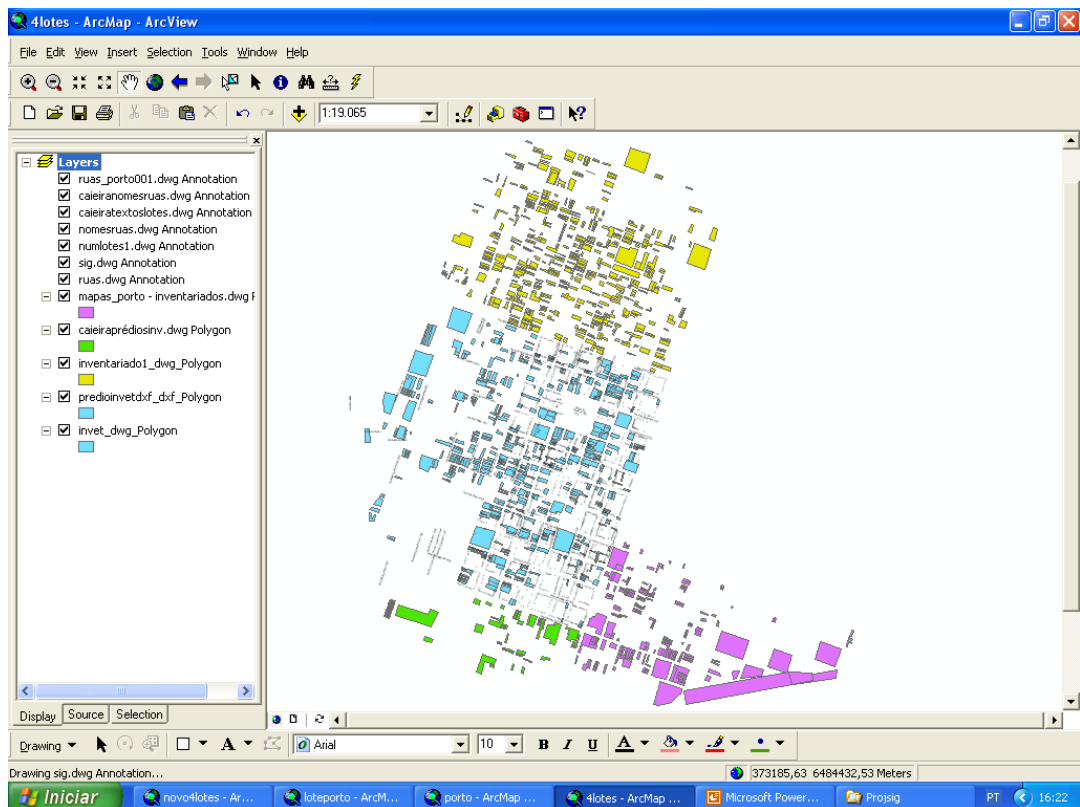 4lotes - ArcMap - ArcView
File Edit View Insert Selection Tools Window Help
1:19.065
Layers
ruas_porto001.dwg Annotation
caieiranomesruas.dwg Annotation
caieiratextoslotes.dwg Annotation
nomesruas.dwg Annotation
numlotes1.dwg Annotation
sig.dwg Annotation
ruas.dwg Annotation
mapas_porto - inventariados.dwg F
caieiraprédiosinv.dwg Polygon
inventariado1_dwg_Polygon
predioinvetdxf_dxf_Polygon
invet_dwg_Polygon
Display Source Selection
Drawing A Arial 10 B I U A
Drawing sig.dwg Annotation... 373185,63 6484432,53 Meters
Iniciar novo4lotes - Ar... loteporto - ArcM... porto - ArcMap ... 4lotes - ArcMap ... Microsoft Power... Projsig PT 16:22